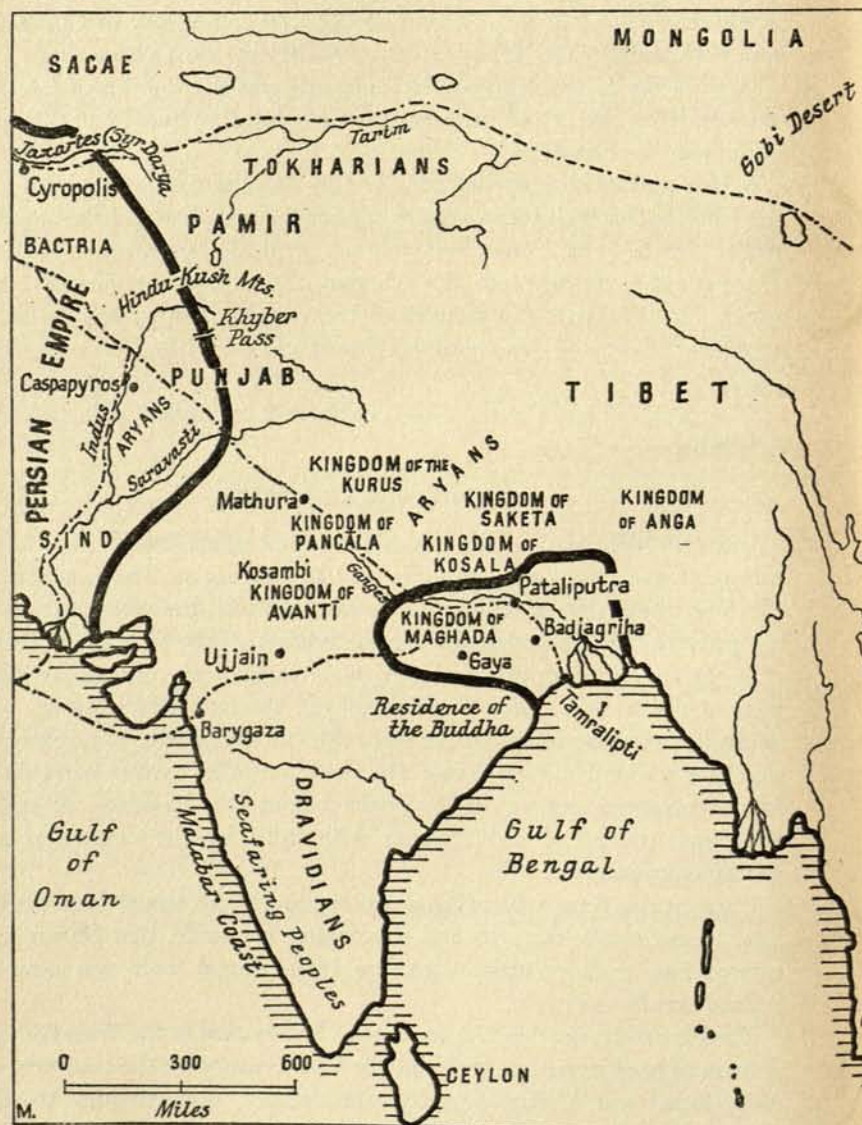 MONGOLIA
SACAE
Gobi Desert
Jaxartes (Syr Darya
Tarim
TOKHARIANS
Cyropolis
PAMIR
BACTRIA
Hindu-Kush Mts.
Khyber
Pass
PERSIAN EMPIRE
PUNJAB
Caspapyros
TIBET
Indus
ARYANS
Saravasti
SIND
KINGDOM OF THE
KURUS
ARYANS
Mathura
KINGDOM OF
SAKETA
KINGDOM
OF ANGA
KINGDOM OF
PANCĀLA
KINGDOM OF
KOSALA
Kosambi
KINGDOM OF
AVANTI
Ganges
Pataliputra
KINGDOM OF
MAGHADA
Badjagriha
Ujjain
Gaya
Residence of
the Buddha
Tamralipti
Barygaza
DRAVIDIANS
Seafaring Peoples
Malabar Coast
Gulf
of
Oman
Gulf of
Bengal
0 300 600
Miles
CEYLON
M.